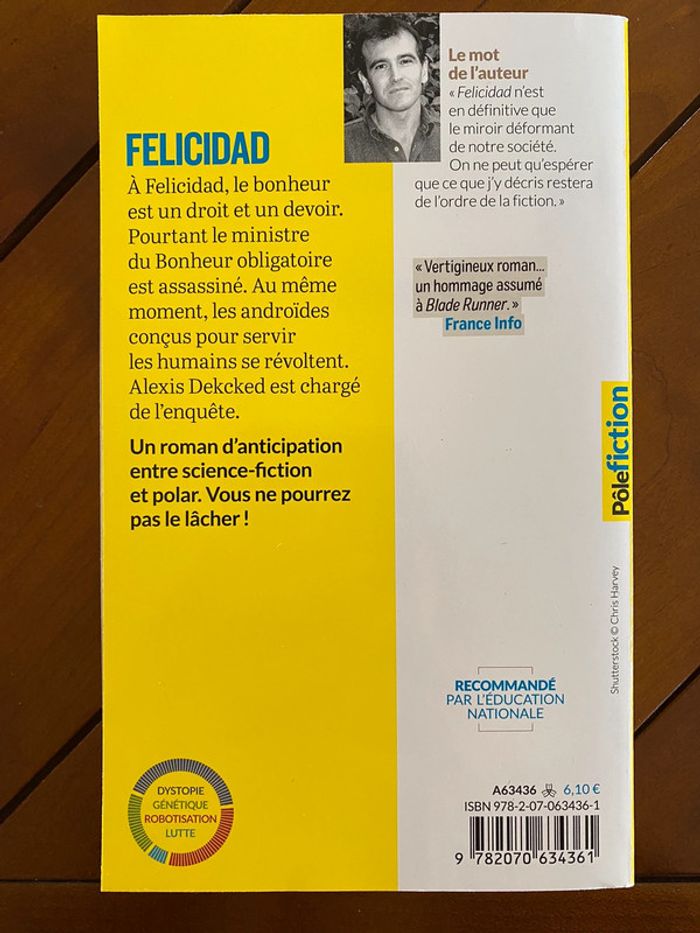 Le mot
de l'auteur
« Felicidad n'est
en définitive que
le miroir déformant
de notre société.
On ne peut qu'espérer
que ce que j'y décris restera
de l'ordre de la fiction. »
FELICIDAD
À Felicidad, le bonheur
est un droit et un devoir.
Pourtant le ministre
du Bonheur obligatoire
est assassiné. Au même
moment, les androïdes
conçus pour servir
les humains se révoltent.
Alexis Dekcked est chargé
de l'enquête.
Un roman d'anticipation
entre science-fiction
et polar. Vous ne pourrez
pas le lâcher !
« Vertigineux roman...
un hommage assumé
à Blade Runner. »
France Info
Pôle fiction
Shutterstock © Chris Harvey
RECOMMANDÉ
PAR L'ÉDUCATION
NATIONALE
DYSTOPIE
GÉNÉTIQUE
ROBOTISATION
LUTTE
A63436 6,10 €
ISBN 978-2-07-063436-1
9 782070 634361